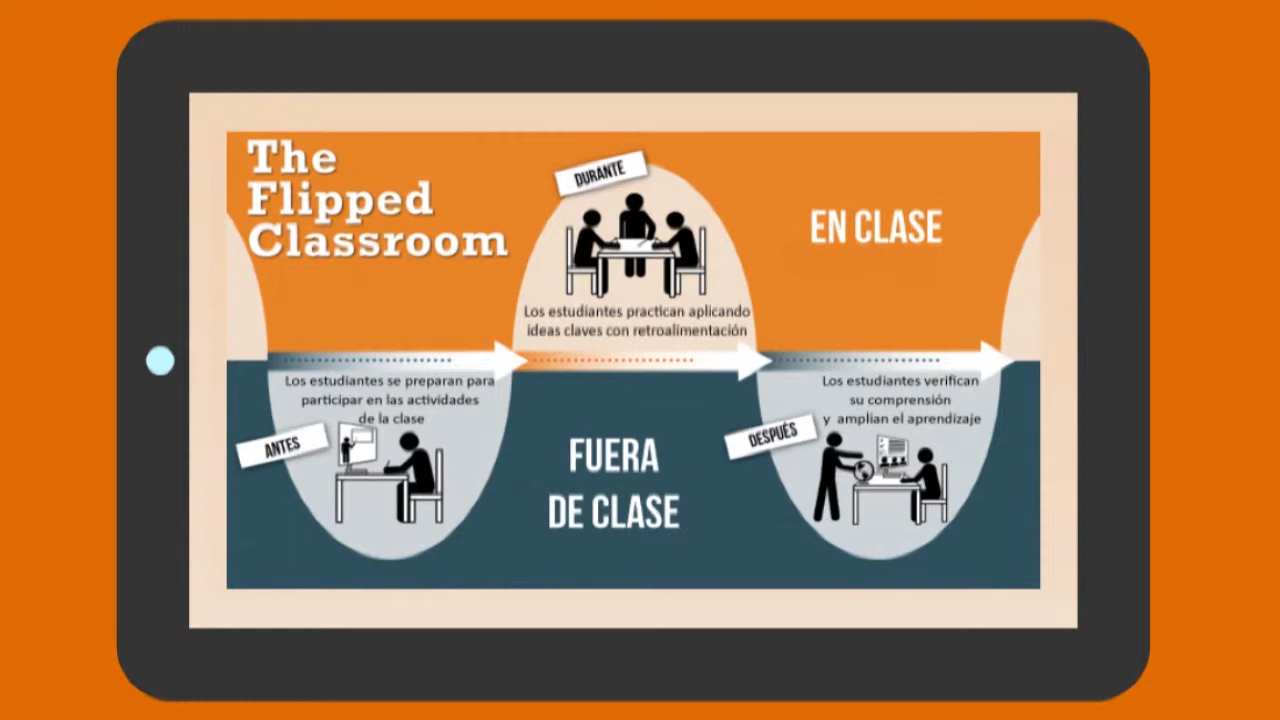 The
Flipped
Classroom
DURANTE
EN CLASE
Los estudiantes practican aplicando
ideas claves con retroalimentación
Los estudiantes se preparan para
participar en las actividades
de la clase
ANTES
FUERA
DE CLASE
Los estudiantes verifican
su comprensión
y amplían el aprendizaje
DESPUÉS